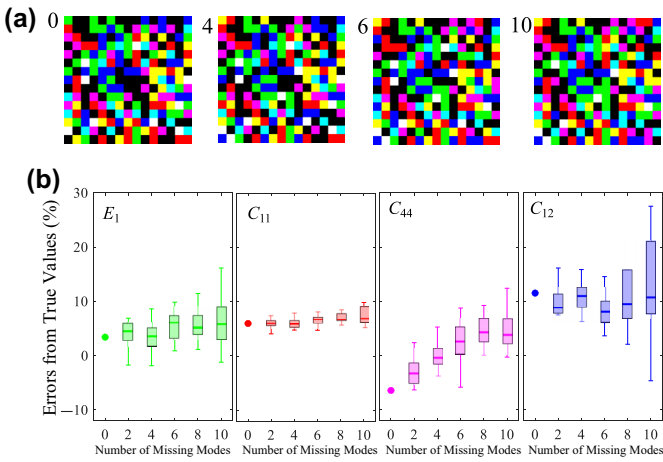 (a) 0 4 6 10
(b)
Errors from True Values (%)
30
20
10
0
−10
E1 C11 C44 C12
0 2 4 6 8 10 0 2 4 6 8 10 0 2 4 6 8 10 0 2 4 6 8 10
Number of Missing Modes Number of Missing Modes Number of Missing Modes Number of Missing Modes